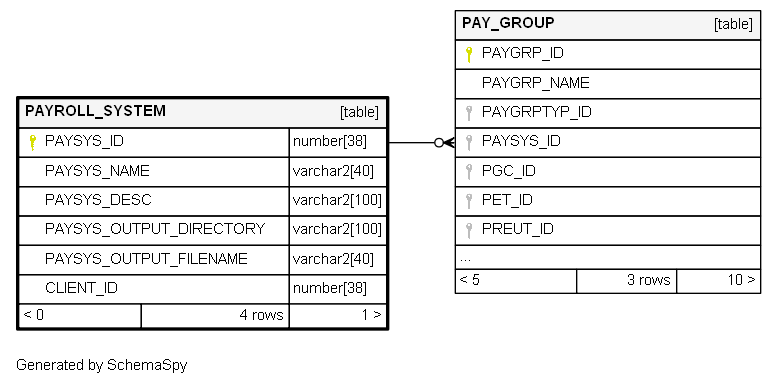 PAYROLL_SYSTEM [table]
PAYSYS_ID number[38]
PAYSYS_NAME varchar2[40]
PAYSYS_DESC varchar2[100]
PAYSYS_OUTPUT_DIRECTORY varchar2[100]
PAYSYS_OUTPUT_FILENAME varchar2[40]
CLIENT_ID number[38]
< 0 4 rows 1 >
PAY_GROUP [table]
PAYGRP_ID
PAYGRP_NAME
PAYGRPTYP_ID
PAYSYS_ID
PGC_ID
PET_ID
PREUT_ID
...
< 5 3 rows 10 >
Generated by SchemaSpy